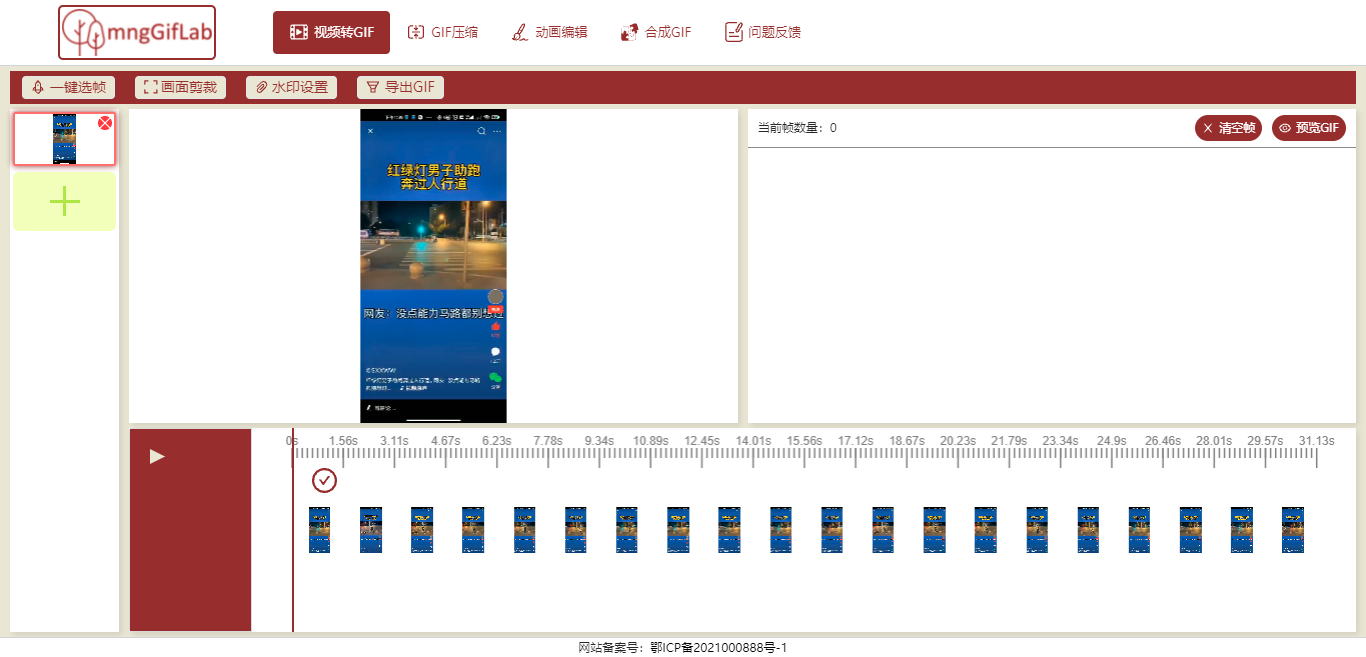 mngGifLab
视频转GIF
GIF压缩
动画编辑
合成GIF
问题反馈
一键选帧
画面剪裁
水印设置
导出GIF
红绿灯男子助跑
奔过人行道
网友：没点能力马路都别想过
当前帧数量：0
清空帧
预览GIF
0s 1.56s 3.11s 4.67s 6.23s 7.78s 9.34s 10.89s 12.45s 14.01s 15.56s 17.12s 18.67s 20.23s 21.79s 23.34s 24.9s 26.46s 28.01s 29.57s 31.13s
网站备案号：鄂ICP备2021000888号-1